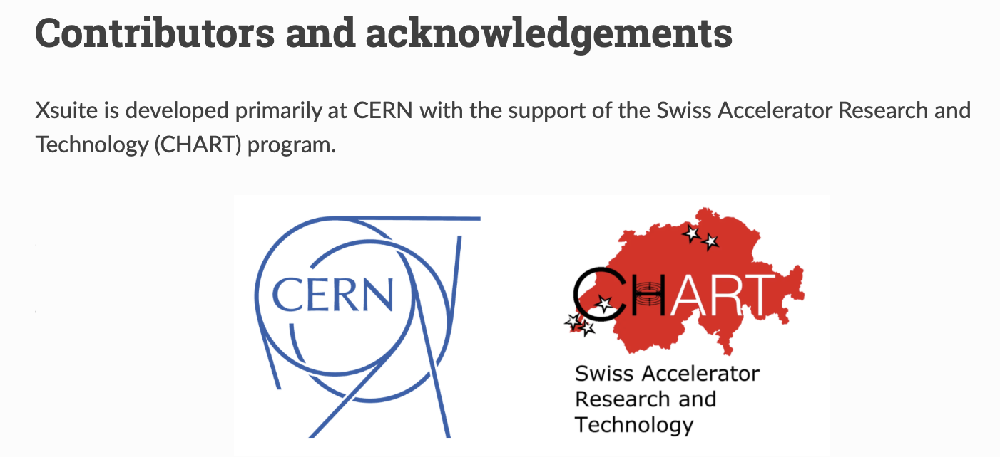 Contributors and acknowledgements
Xsuite is developed primarily at CERN with the support of the Swiss Accelerator Research and
Technology (CHART) program.
CERN
CHART
Swiss Accelerator
Research and
Technology